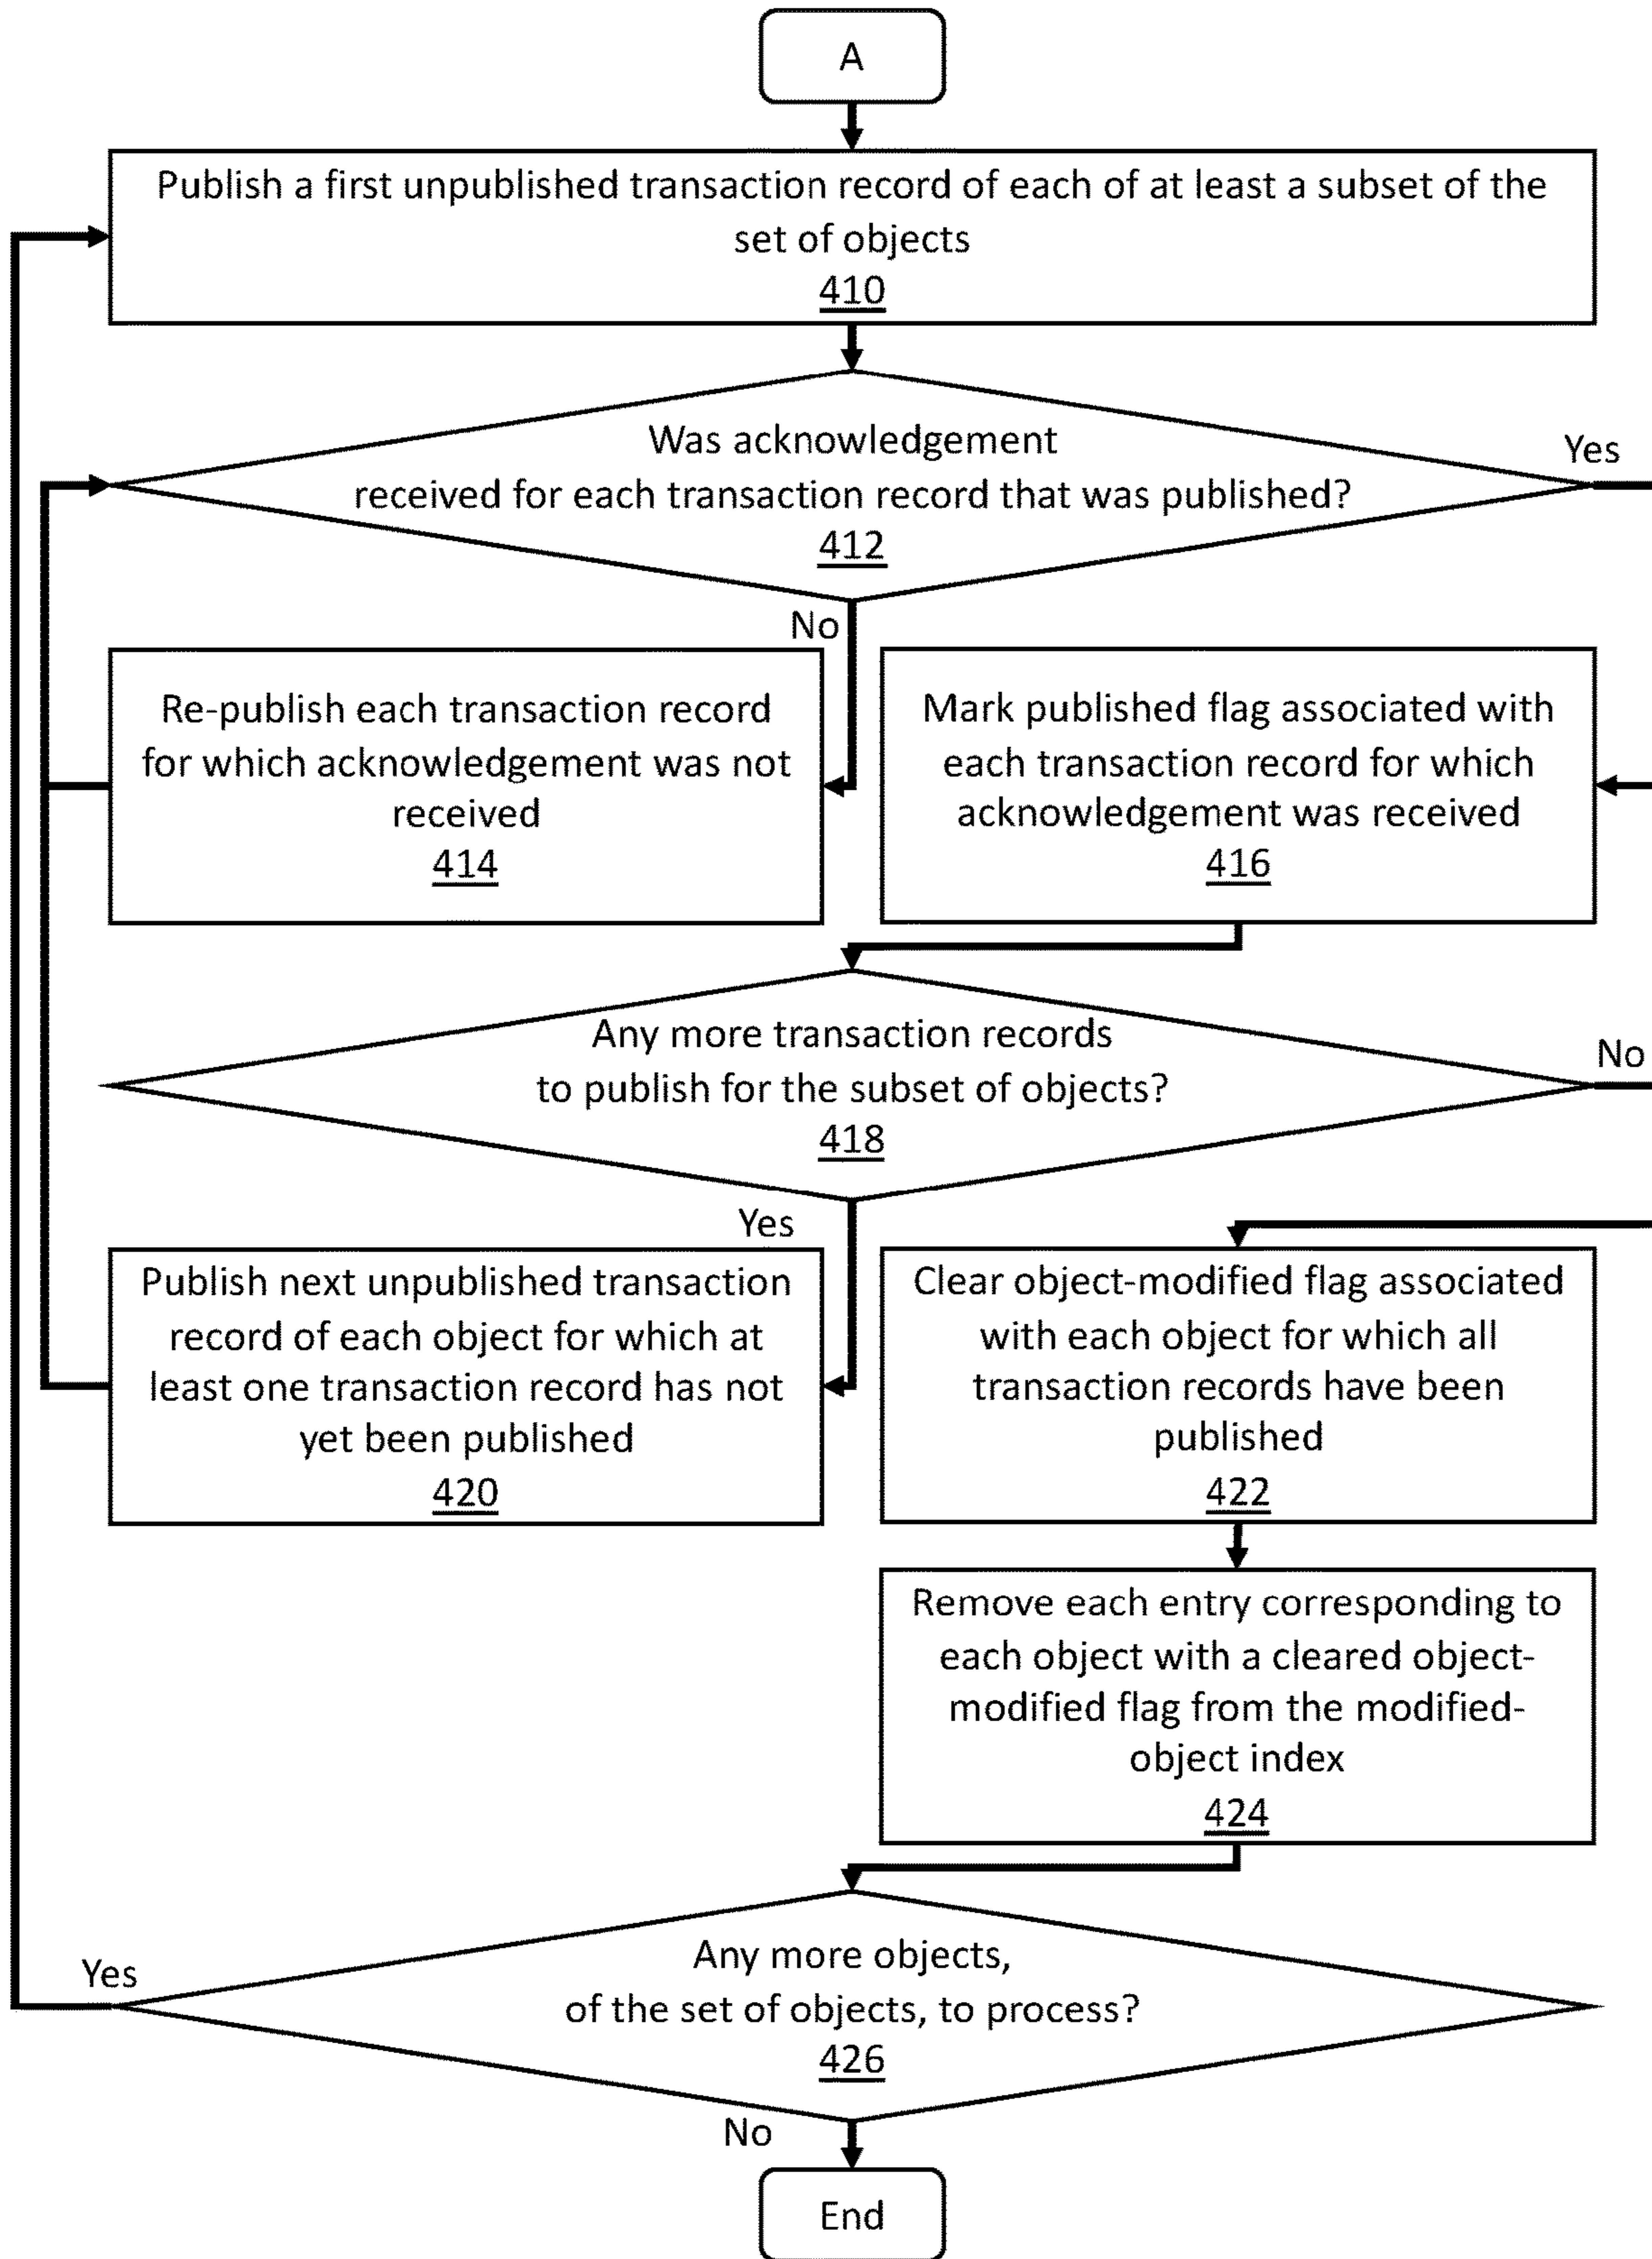 A
Publish a first unpublished transaction record of each of at least a subset of the
set of objects
410
Was acknowledgement
received for each transaction record that was published?
412
Yes
No
Re-publish each transaction record
for which acknowledgement was not
received
414
Mark published flag associated with
each transaction record for which
acknowledgement was received
416
Any more transaction records
to publish for the subset of objects?
418
No
Yes
Publish next unpublished transaction
record of each object for which at
least one transaction record has not
yet been published
420
Clear object-modified flag associated
with each object for which all
transaction records have been
published
422
Remove each entry corresponding to
each object with a cleared object-
modified flag from the modified-
object index
424
Any more objects,
of the set of objects, to process?
426
Yes
No
End